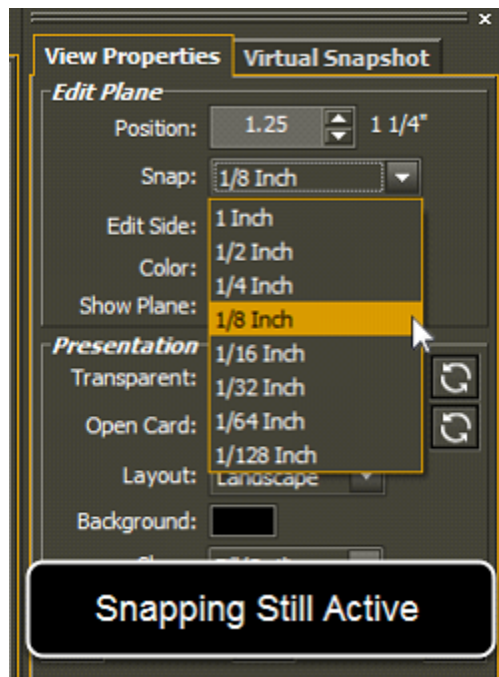 View Properties Virtual Snapshot
Edit Plane
Position: 1.25 1 1/4"
Snap: 1/8 Inch
Edit Side: 1 Inch
1/2 Inch
Color:
1/4 Inch
Show Plane:
1/8 Inch
Presentation
1/16 Inch
Transparent:
1/32 Inch
Open Card: 1/64 Inch
1/128 Inch
Layout: Landscape
Background:
Snapping Still Active